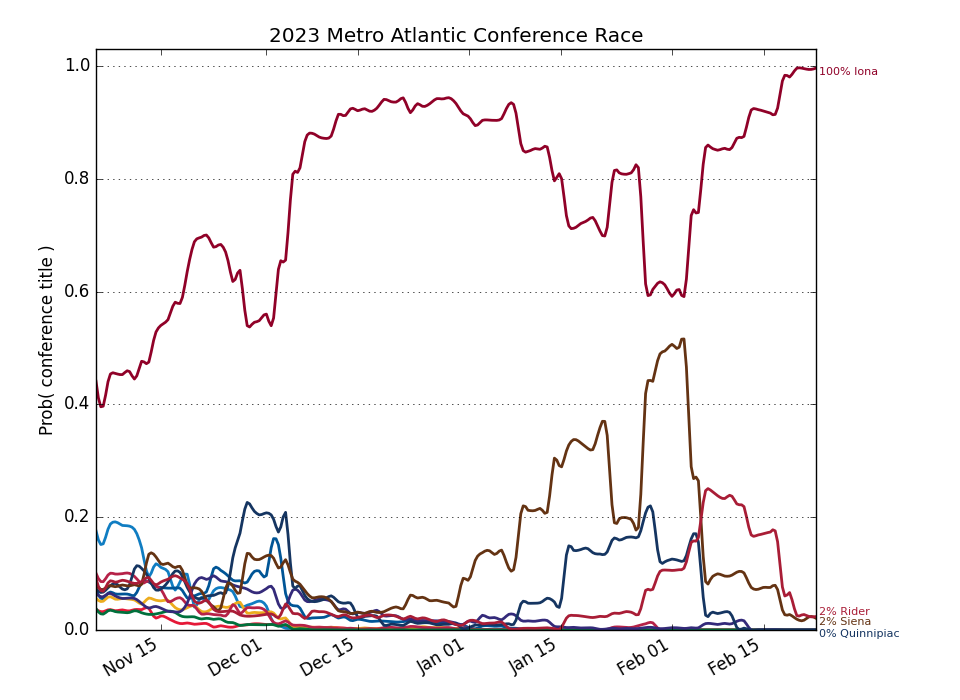 2023 Metro Atlantic Conference Race
Prob( conference title )
1.0
0.8
0.6
0.4
0.2
0.0
Nov 15
Dec 01
Dec 15
Jan 01
Jan 15
Feb 01
Feb 15
100% Iona
2% Rider
2% Siena
0% Quinnipiac